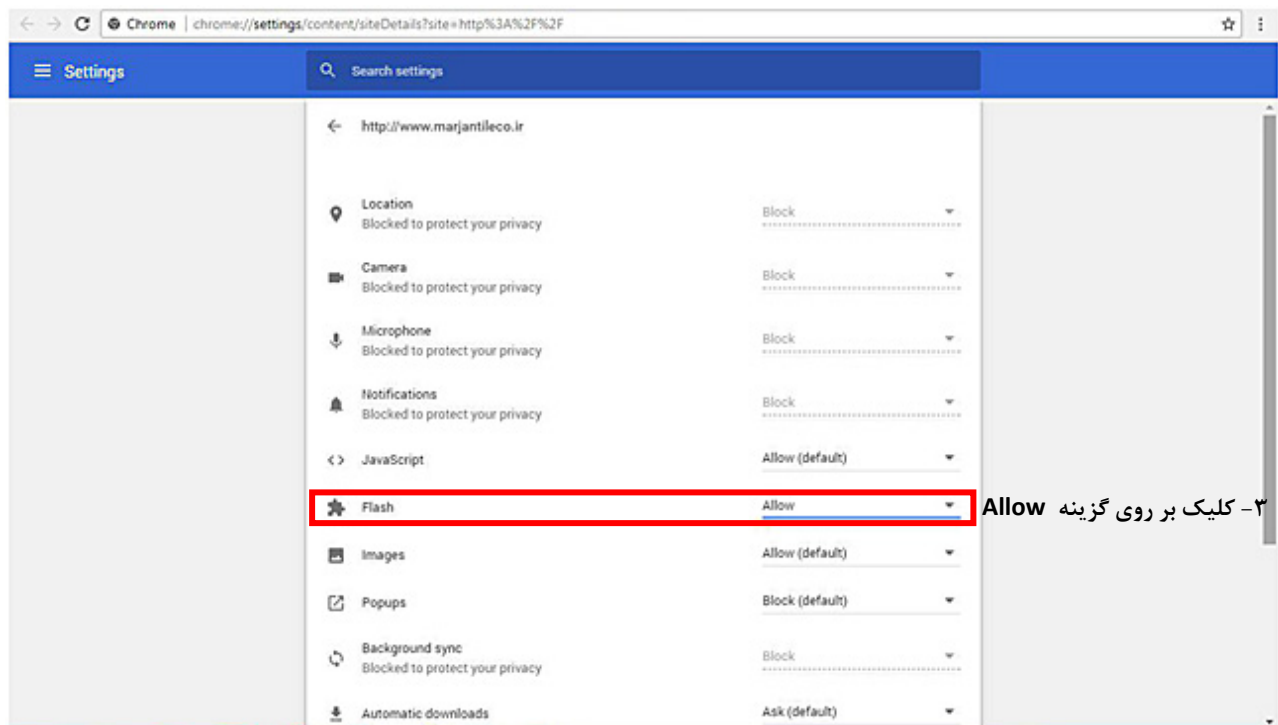 Chrome | chrome://settings/content/siteDetails?site=http%3A%2F%2F
Settings
Search settings
http://www.marjantileco.ir
Location
Blocked to protect your privacy
Block
Camera
Blocked to protect your privacy
Block
Microphone
Blocked to protect your privacy
Block
Notifications
Blocked to protect your privacy
Block
JavaScript
Allow (default)
Flash
Allow
۳- کلیک بر روی گزینه Allow
Images
Allow (default)
Popups
Block (default)
Background sync
Blocked to protect your privacy
Block
Automatic downloads
Ask (default)